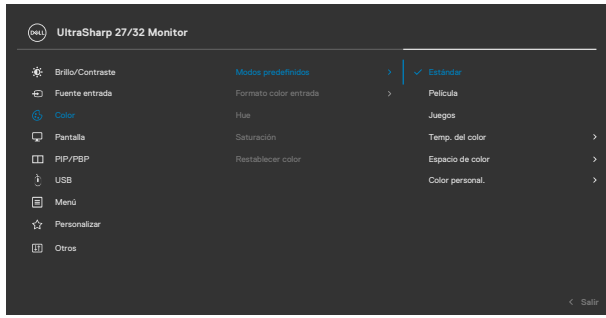 DELL UltraSharp 27/32 Monitor
Brillo/Contraste Modos predefinidos Estándar
Fuente entrada Formato color entrada Película
Color Hue Juegos
Pantalla Saturación Temp. del color
PIP/PBP Restablecer color Espacio de color
USB Color personal.
Menú
Personalizar
Otros
Salir